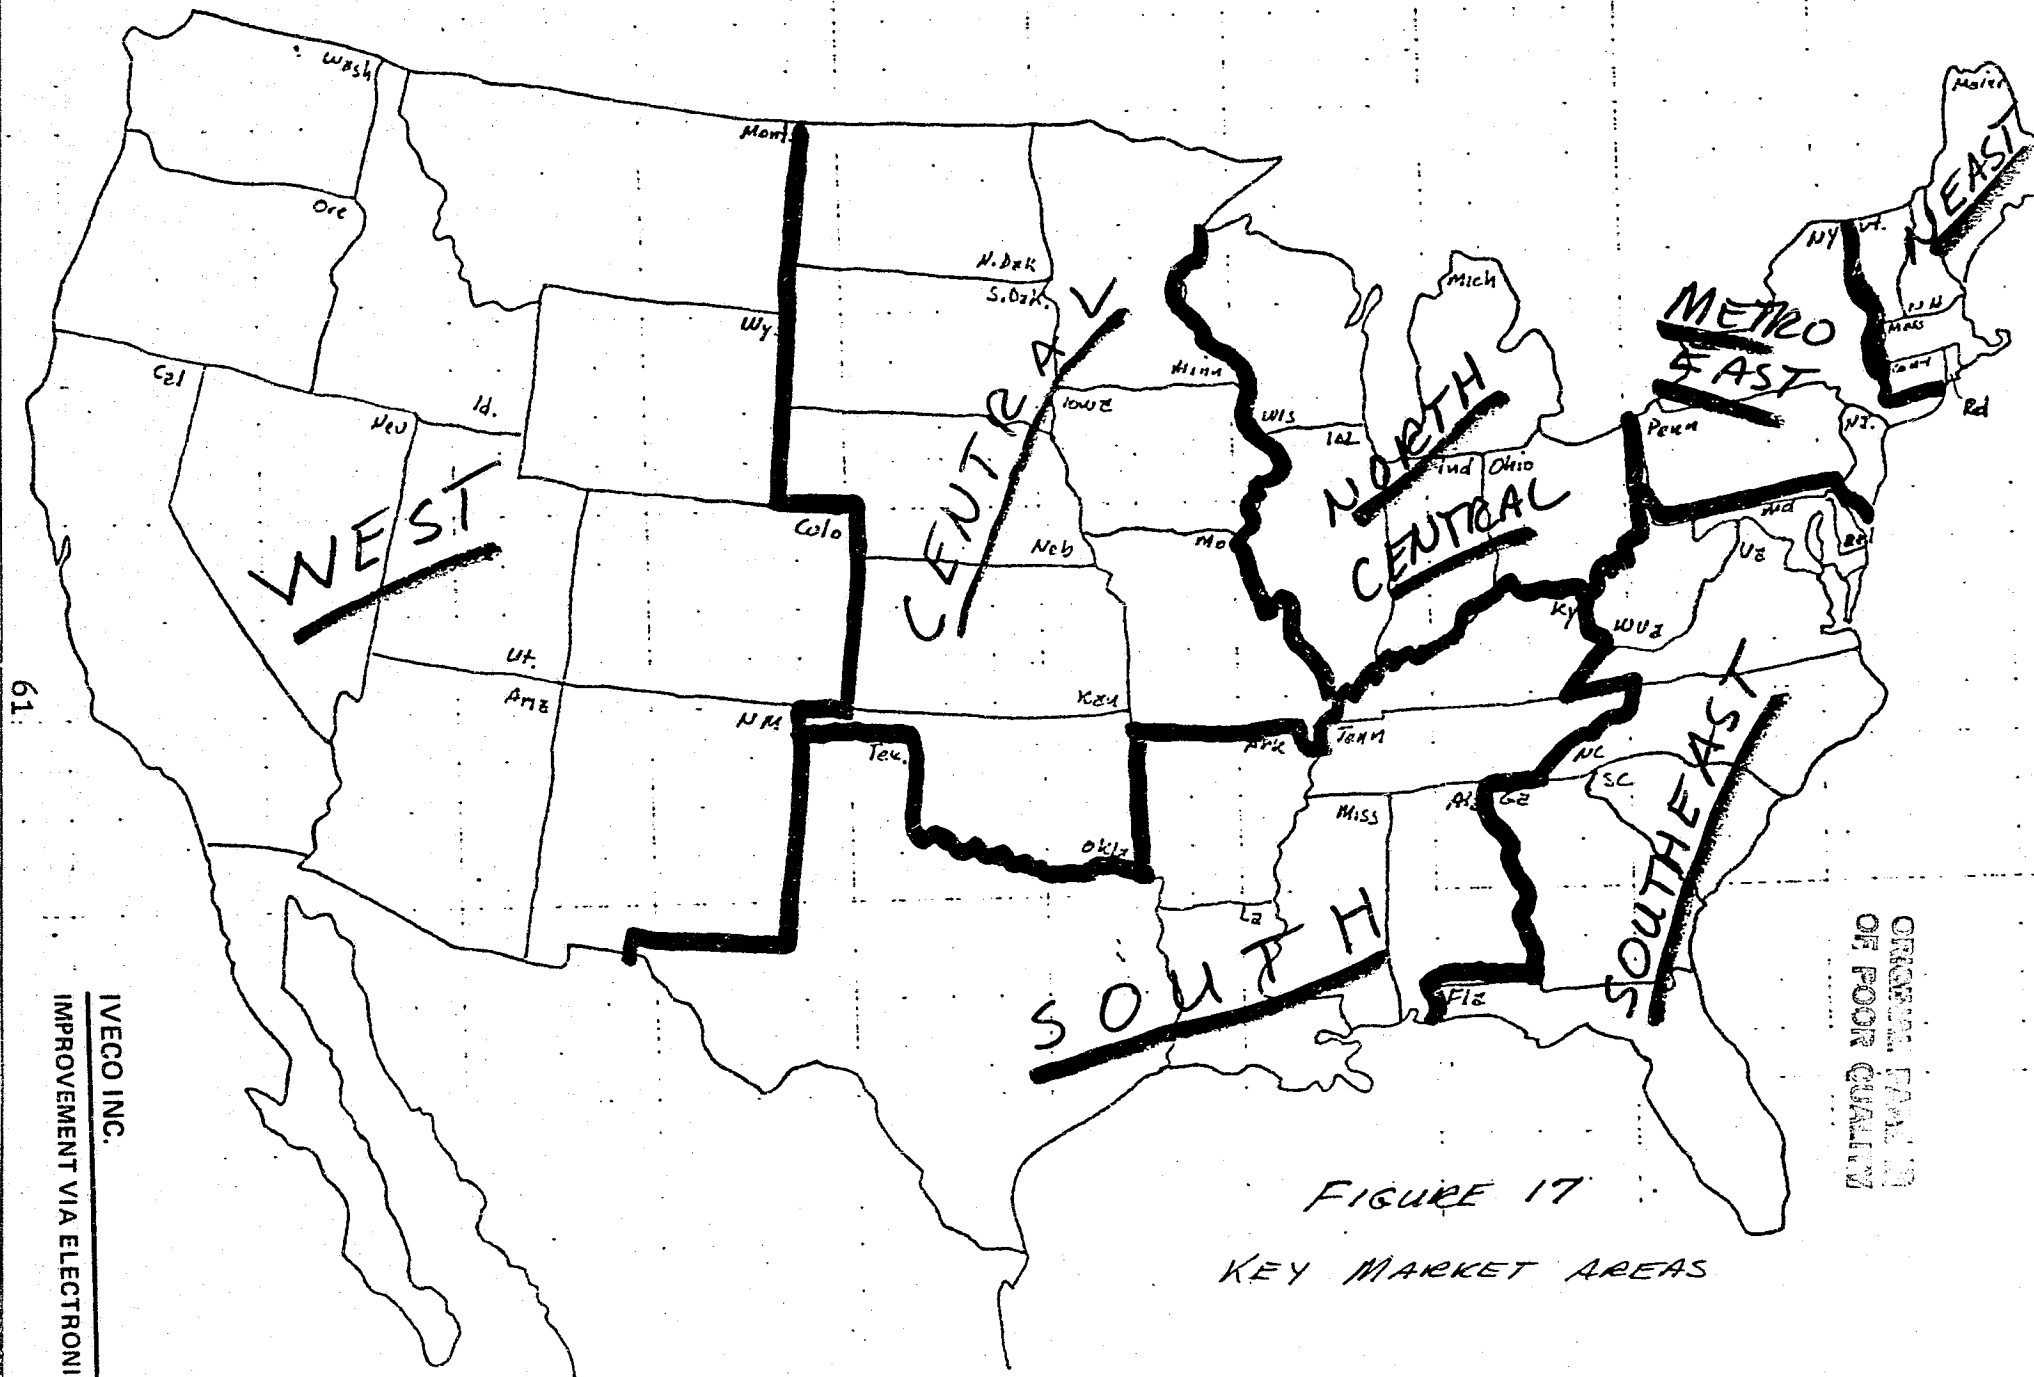 Wash
Mont.
Maine
N EAST
Ore
NY
Vt.
N.Dak
S.Dak.
Mich
Wy.
METRO
EAST
NH
Mass
Conn
Rd
Cal
Id.
Nev
Minn
Iowa
Wis
Ind
Ohio
Penn
NJ.
WEST
CENTRAL
NORTH
CENTRAL
Colo
Neb
Mo
Md
Va
Del
Ky
WVa
Ut.
Ariz
NM.
Kan
Tex.
Ark
Tenn
NC
SC
Okla
Miss
Ala
Ga
La
Fla
SOUTH
SOUTHEAST
FIGURE 17
KEY MARKET AREAS
61.
IVECO INC.
IMPROVEMENT VIA ELECTRONI
ORIGINAL
OF POOR QUALITY